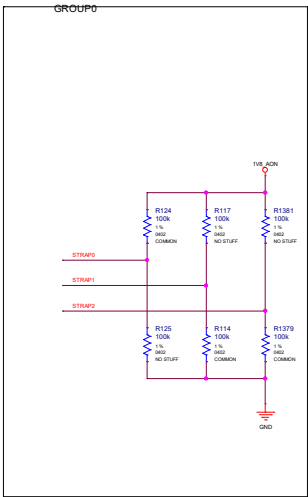 GROUP0
1V8_AON
R124
100k
1 %
0402
COMMON
R117
100k
1 %
0402
NO STUFF
R1381
100k
1 %
0402
NO STUFF
STRAP0
STRAP1
STRAP2
R125
100k
1 %
0402
NO STUFF
R114
100k
1 %
0402
COMMON
R1379
100k
1 %
0402
COMMON
GND